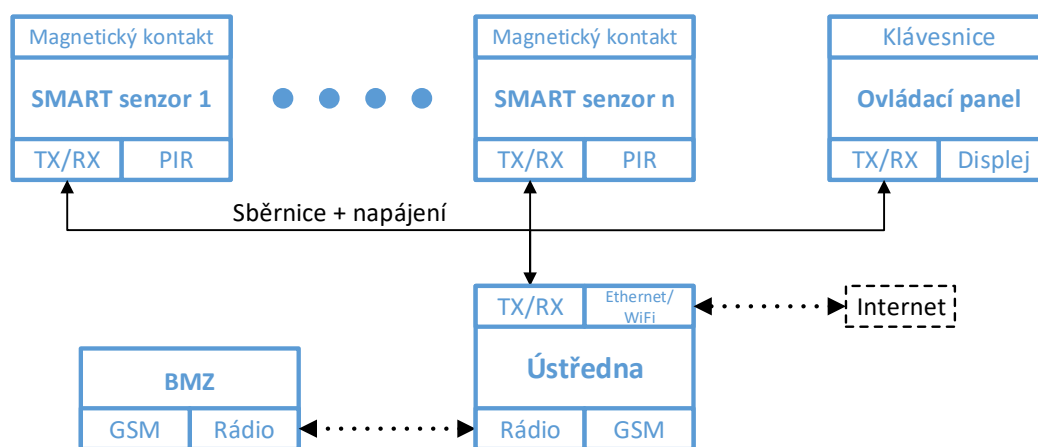 Magnetický kontakt
SMART senzor 1
TX/RX
PIR
Magnetický kontakt
SMART senzor n
TX/RX
PIR
Klávesnice
Ovládací panel
TX/RX
Displej
Sběrnice + napájení
TX/RX
Ethernet/
WiFi
Ústředna
Rádio
GSM
Internet
BMZ
GSM
Rádio